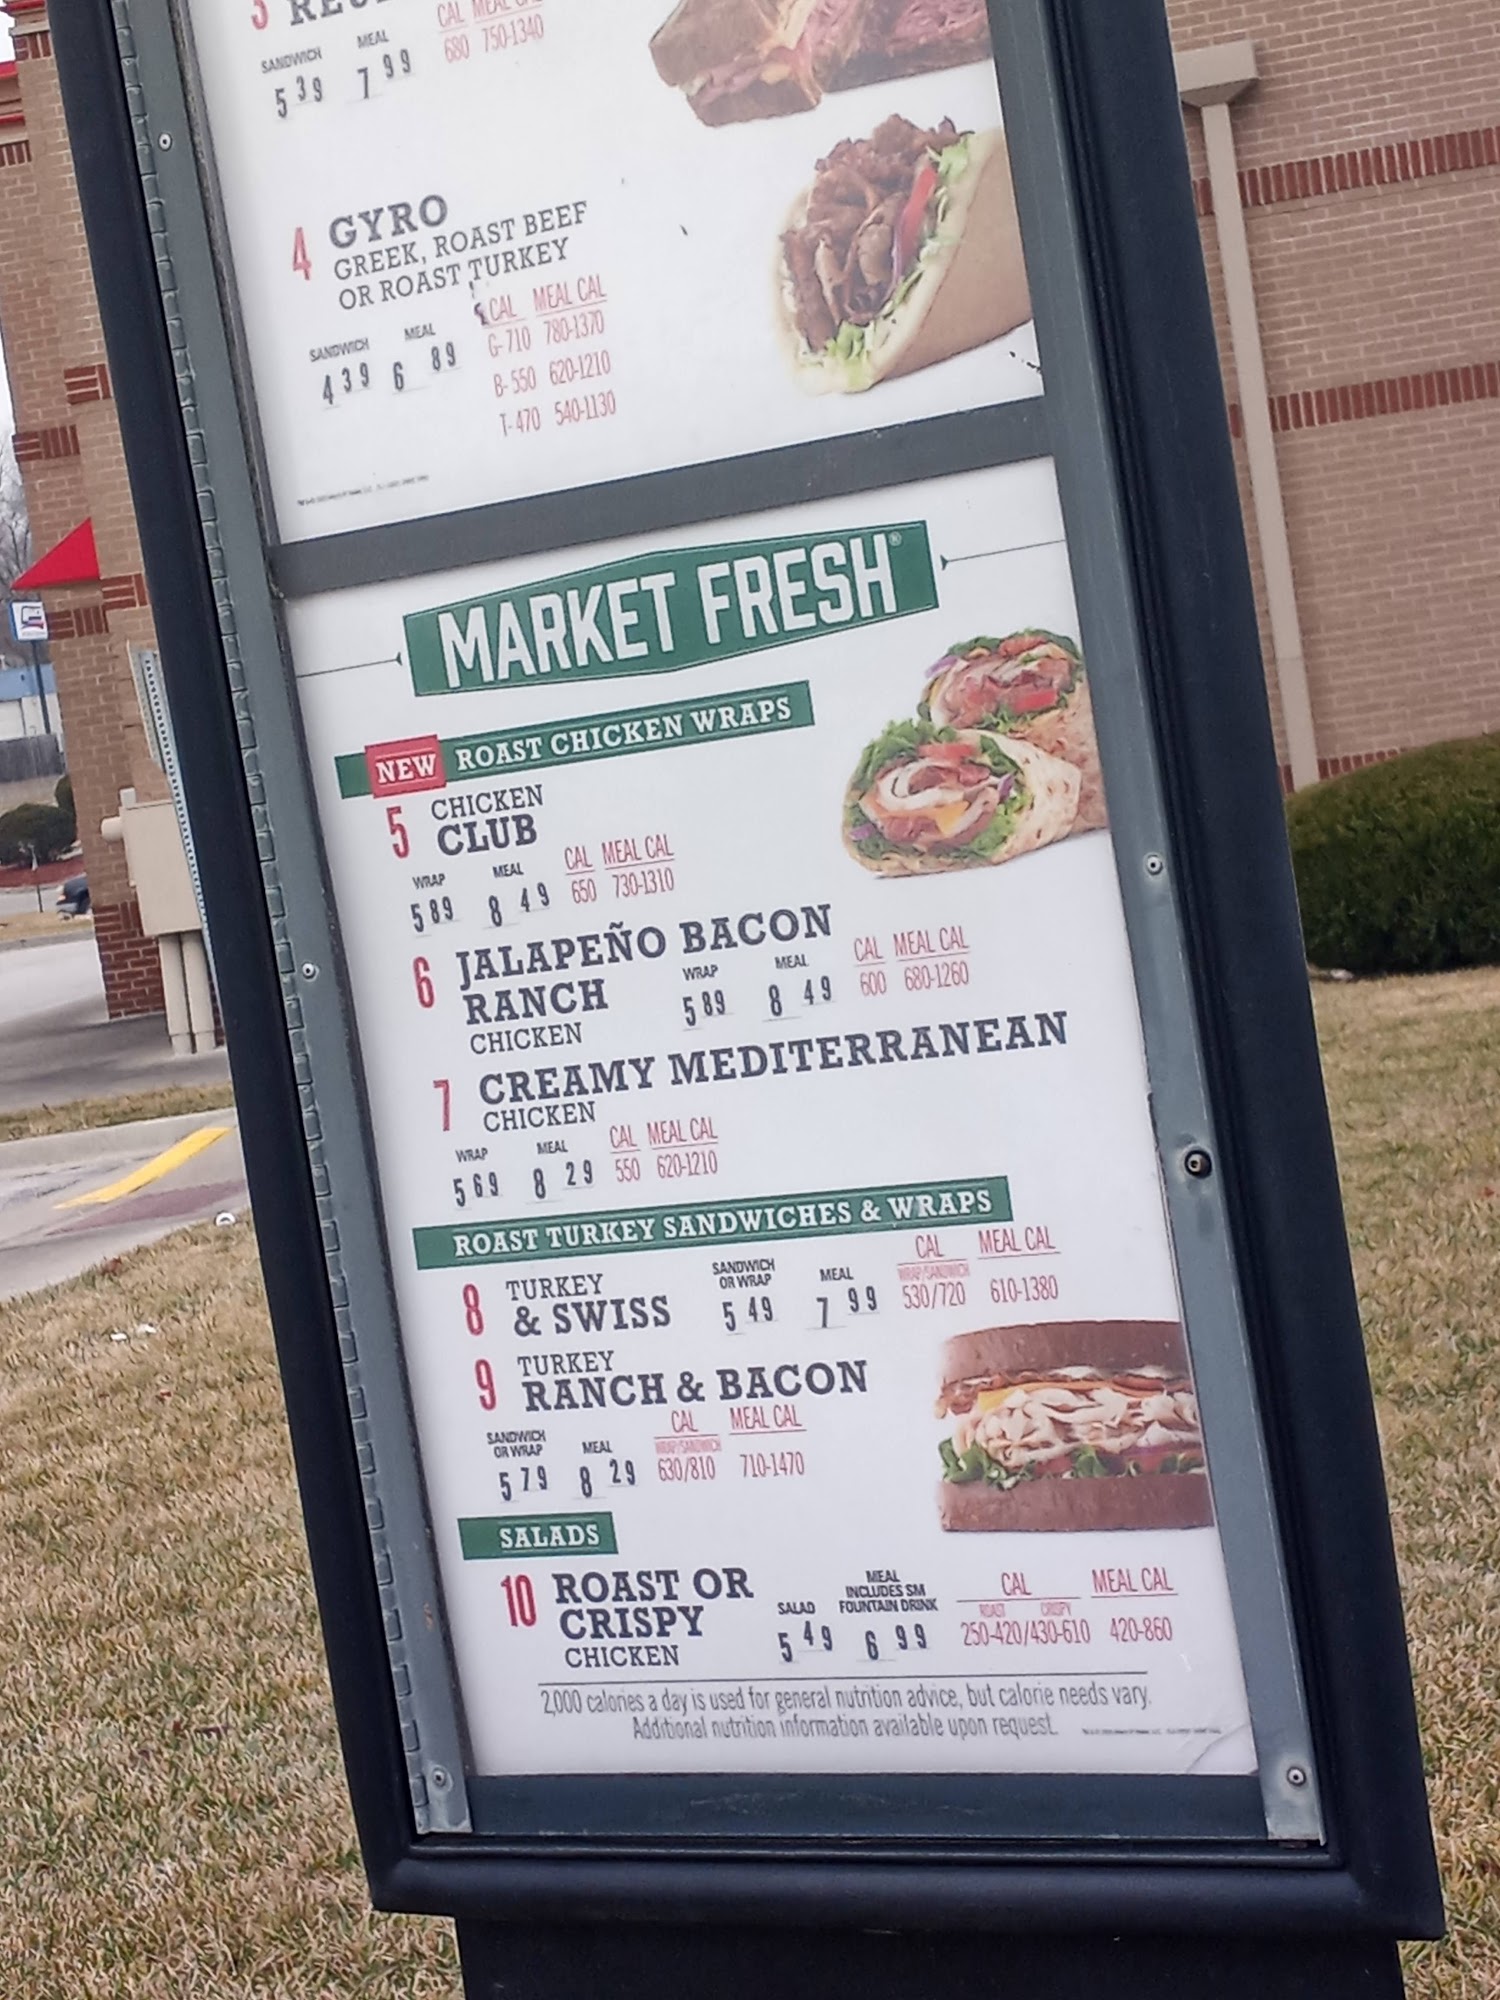 3
SANDWICH MEAL CAL MEAL CAL
5 39 7 99 680 750-1340
4 GYRO
GREEK, ROAST BEEF
OR ROAST TURKEY
SANDWICH MEAL CAL MEAL CAL
4 39 6 89 G-710 780-1370
B-550 620-1210
T-470 540-1130
MARKET FRESH®
NEW ROAST CHICKEN WRAPS
5 CHICKEN
CLUB
WRAP MEAL CAL MEAL CAL
5 89 8 49 650 730-1310
6 JALAPEÑO BACON
RANCH WRAP MEAL CAL MEAL CAL
CHICKEN 5 89 8 49 600 680-1260
7 CREAMY MEDITERRANEAN
CHICKEN
WRAP MEAL CAL MEAL CAL
5 69 8 29 550 620-1210
ROAST TURKEY SANDWICHES & WRAPS
8 TURKEY SANDWICH OR WRAP MEAL CAL MEAL CAL
WRAP/SANDWICH
& SWISS 5 49 7 99 530/720 610-1380
9 TURKEY
RANCH & BACON
SANDWICH OR WRAP MEAL CAL MEAL CAL
WRAP/SANDWICH
5 79 8 29 630/810 710-1470
SALADS
10 ROAST OR
CRISPY
CHICKEN
SALAD MEAL INCLUDES SM FOUNTAIN DRINK CAL MEAL CAL
ROAST CRISPY
5 49 6 99 250-420/430-610 420-860
2,000 calories a day is used for general nutrition advice, but calorie needs vary.
Additional nutrition information available upon request.